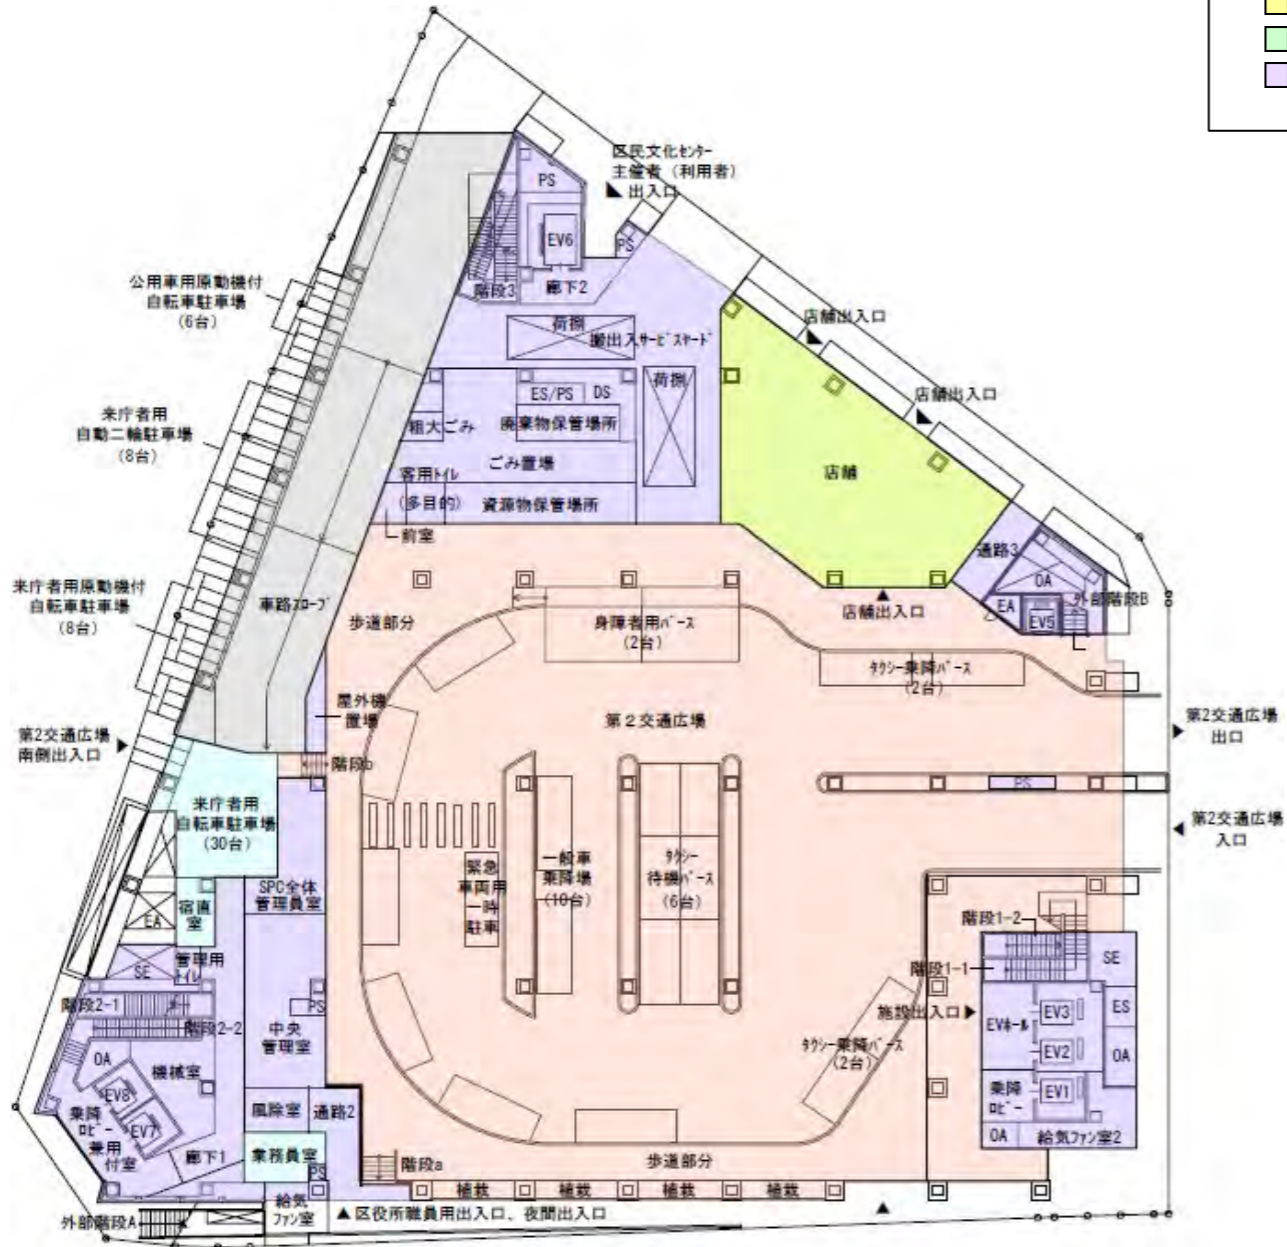 区民文化センター
主催者（利用者）
出入口
PS
EV6
PS
階段3
廊下2
公用車用原動機付
自転車駐車場
（6台）
荷捌
搬出入サービスヤード
店舗出入口
荷捌
店舗出入口
ES/PS
DS
来庁者用
自動二輪駐車場
（8台）
粗大ごみ
廃棄物保管場所
ごみ置場
店舗
客用トイレ
（多目的）
資源物保管場所
前室
通路3
OA
外部階段B
EA
EV5
来庁者用原動機付
自転車駐車場
（8台）
車路スロープ
店舗出入口
歩道部分
身障者用バース
（2台）
タクシー乗降バース
（2台）
屋外機
置場
第２交通広場
第2交通広場
出口
第2交通広場
南側出入口
階段b
PS
来庁者用
自転車駐車場
（30台）
第2交通広場
入口
緊急
車両用
一時
駐車
一般車
乗降場
（10台）
タクシー
待機バース
（6台）
SPC全体
管理員室
宿直
室
EA
階段1-2
管理用
トイレ
SE
階段1-1
SE
階段2-1
PS
施設出入口
EVホール
EV3
ES
階段2-2
中央
管理室
タクシー乗降バース
（2台）
EV2
OA
OA
機械室
EV8
乗降
ロビー
EV1
乗降
ロビー
兼用
付室
EV7
風除室
通路2
OA
給気ファン室2
廊下1
業務員室
PS
階段a
歩道部分
植栽
植栽
植栽
植栽
給気
ファン室
外部階段A
区役所職員用出入口、夜間出入口